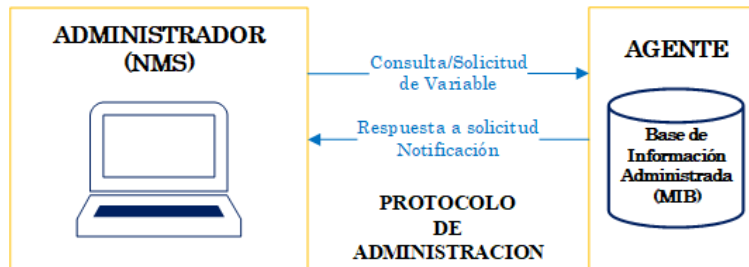 ADMINISTRADOR
(NMS)
Consulta/Solicitud
de Variable
Respuesta a solicitud
Notificación
PROTOCOLO
DE
ADMINISTRACION
AGENTE
Base de
Información
Administrada
(MIB)